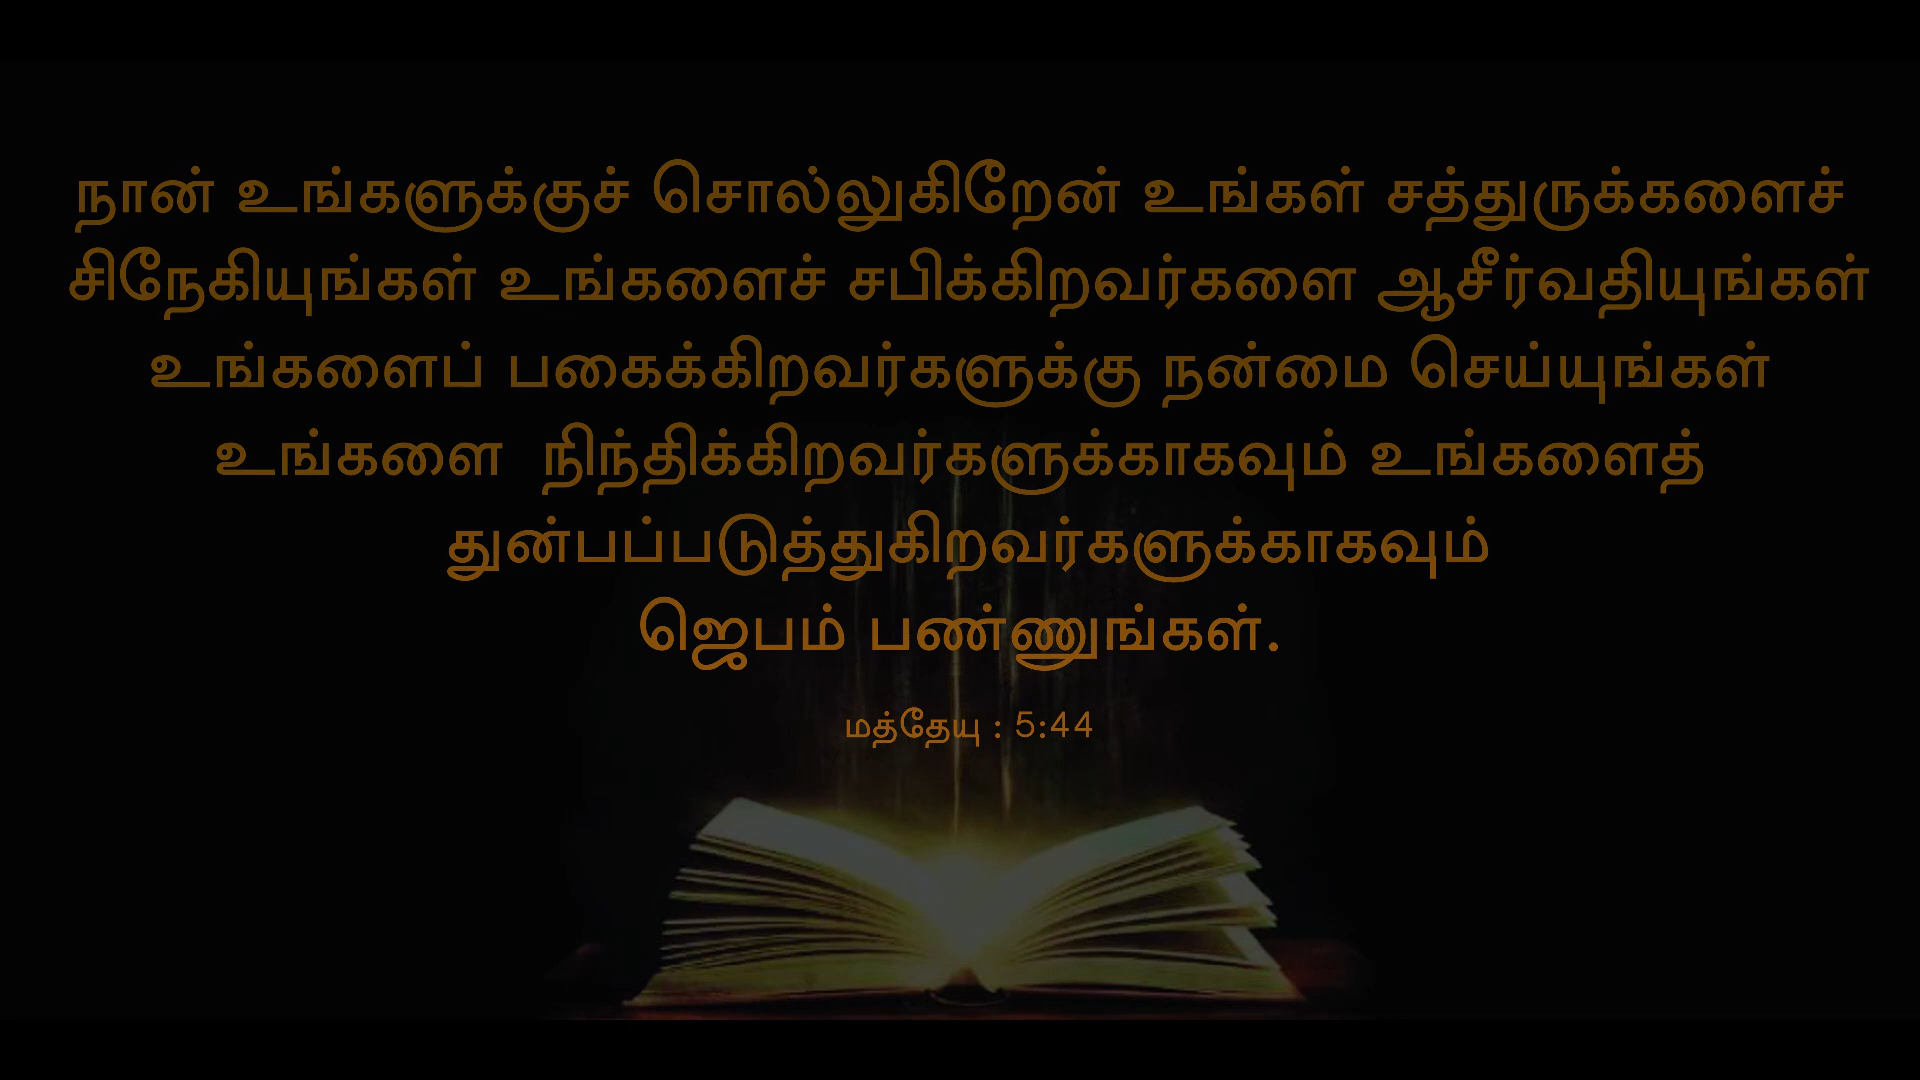 நான் உங்களுக்குச் சொல்லுகிறேன் உங்கள் சத்துருக்களைச்
சிநேகியுங்கள் உங்களைச் சபிக்கிறவர்களை ஆசீர்வதியுங்கள்
உங்களைப் பகைக்கிறவர்களுக்கு நன்மை செய்யுங்கள்
உங்களை நிந்திக்கிறவர்களுக்காகவும் உங்களைத்
துன்பப்படுத்துகிறவர்களுக்காகவும்
ஜெபம் பண்ணுங்கள்.
மத்தேயு : 5:44